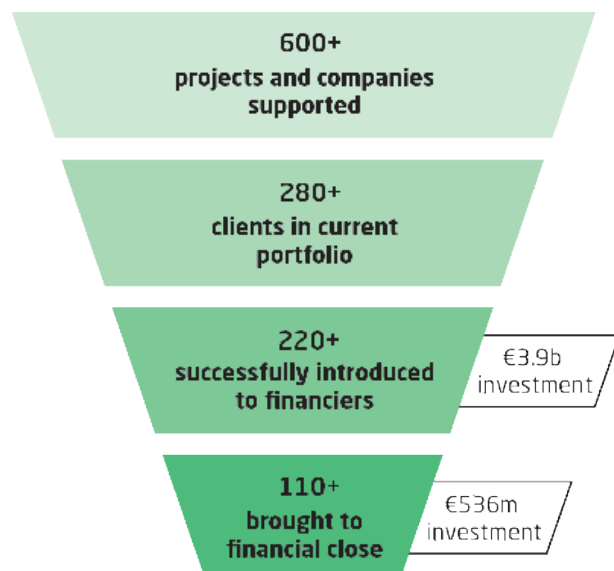 600+
projects and companies
supported
280+
clients in current
portfolio
220+
successfully introduced
to financiers
€3.9b
investment
110+
brought to
financial close
€536m
investment